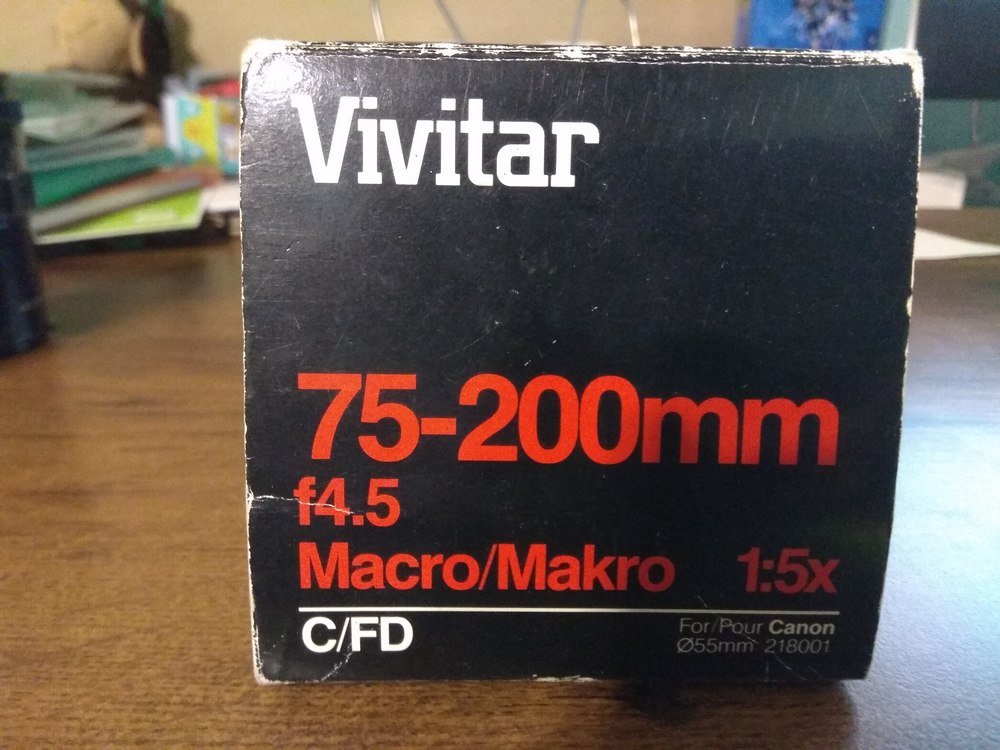 Vivitar
75-200mm
f4.5
Macro/Makro 1:5x
C/FD
For/Pour Canon
Ø55mm 218001